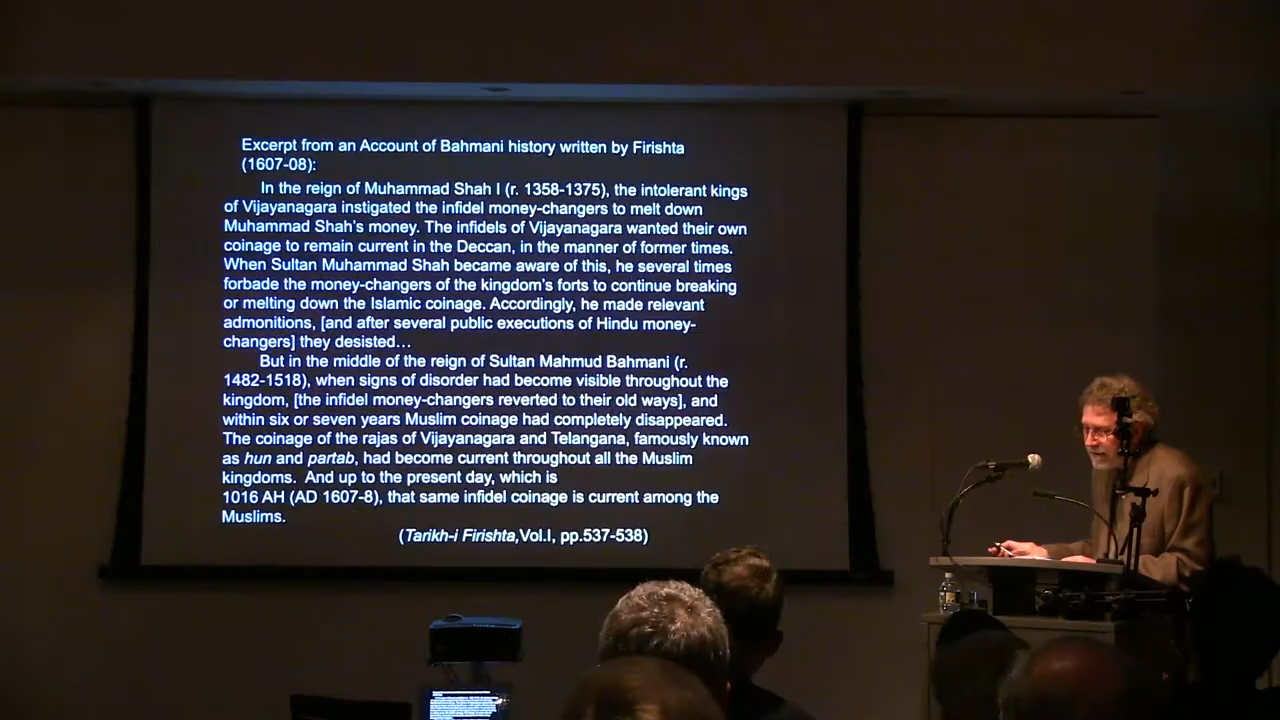 Excerpt from an Account of Bahmani history written by Firishta
(1607-08):
In the reign of Muhammad Shah I (r. 1358-1375), the intolerant kings
of Vijayanagara instigated the infidel money-changers to melt down
Muhammad Shah's money. The infidels of Vijayanagara wanted their own
coinage to remain current in the Deccan, in the manner of former times.
When Sultan Muhammad Shah became aware of this, he several times
forbade the money-changers of the kingdom's forts to continue breaking
or melting down the Islamic coinage. Accordingly, he made relevant
admonitions, [and after several public executions of Hindu money-
changers] they desisted…
But in the middle of the reign of Sultan Mahmud Bahmani (r.
1482-1518), when signs of disorder had become visible throughout the
kingdom, [the infidel money-changers reverted to their old ways], and
within six or seven years Muslim coinage had completely disappeared.
The coinage of the rajas of Vijayanagara and Telangana, famously known
as hun and partab, had become current throughout all the Muslim
kingdoms. And up to the present day, which is
1016 AH (AD 1607-8), that same infidel coinage is current among the
Muslims.
(Tarikh-i Firishta,Vol.I, pp.537-538)